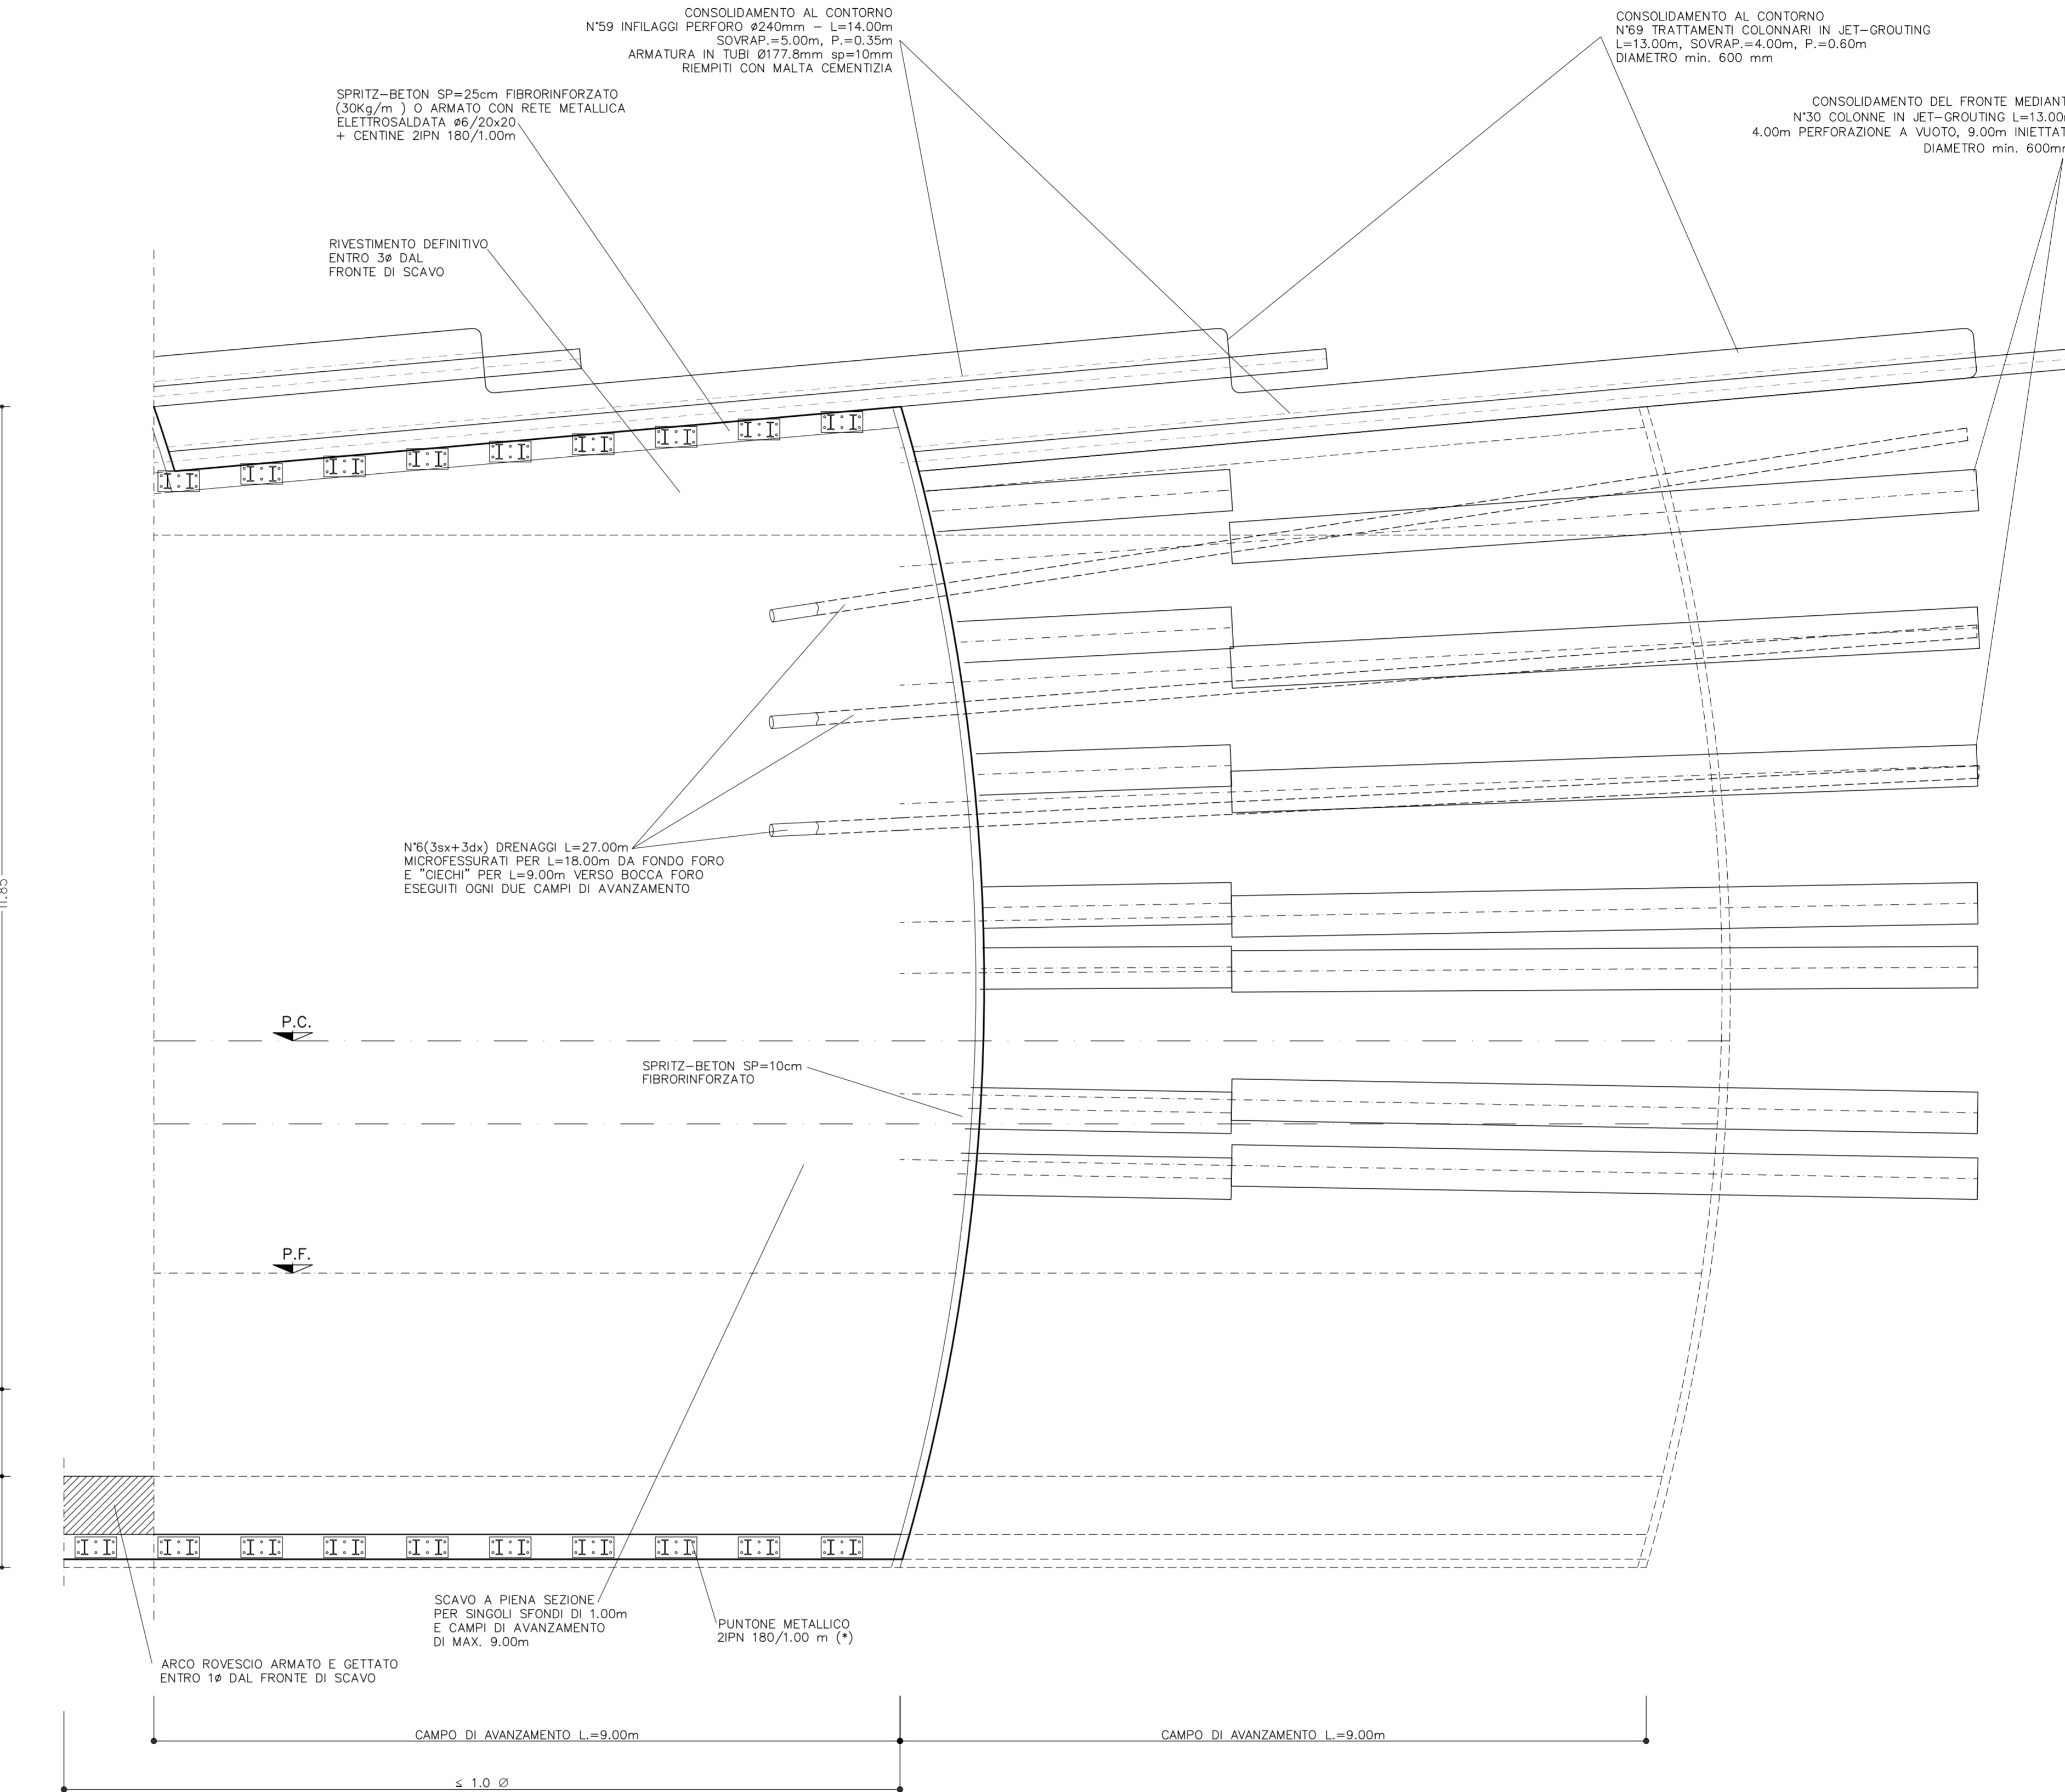 CONSOLIDAMENTO AL CONTORNO
N°59 INFILAGGI PERFORO ø240mm – L=14.00m
SOVRAP.=5.00m, P.=0.35m
ARMATURA IN TUBI Ø177.8mm sp=10mm
RIEMPITI CON MALTA CEMENTIZIA
CONSOLIDAMENTO AL CONTORNO
N°69 TRATTAMENTI COLONNARI IN JET–GROUTING
L=13.00m, SOVRAP.=4.00m, P.=0.60m
DIAMETRO min. 600 mm
SPRITZ–BETON SP=25cm FIBRORINFORZATO
(30Kg/m ) O ARMATO CON RETE METALLICA
ELETTROSALDATA ø6/20x20
+ CENTINE 2IPN 180/1.00m
CONSOLIDAMENTO DEL FRONTE MEDIANT
N°30 COLONNE IN JET–GROUTING L=13.00m
4.00m PERFORAZIONE A VUOTO, 9.00m INIETTAT
DIAMETRO min. 600mm
RIVESTIMENTO DEFINITIVO
ENTRO 3ø DAL
FRONTE DI SCAVO
N°6(3sx+3dx) DRENAGGI L=27.00m
MICROFESSURATI PER L=18.00m DA FONDO FORO
E "CIECHI" PER L=9.00m VERSO BOCCA FORO
ESEGUITI OGNI DUE CAMPI DI AVANZAMENTO
11.85
P.C.
SPRITZ–BETON SP=10cm
FIBRORINFORZATO
P.F.
SCAVO A PIENA SEZIONE
PER SINGOLI SFONDI DI 1.00m
E CAMPI DI AVANZAMENTO
DI MAX. 9.00m
PUNTONE METALLICO
2IPN 180/1.00 m (*)
ARCO ROVESCIO ARMATO E GETTATO
ENTRO 1ø DAL FRONTE DI SCAVO
CAMPO DI AVANZAMENTO L.=9.00m
CAMPO DI AVANZAMENTO L.=9.00m
≤ 1.0 Ø